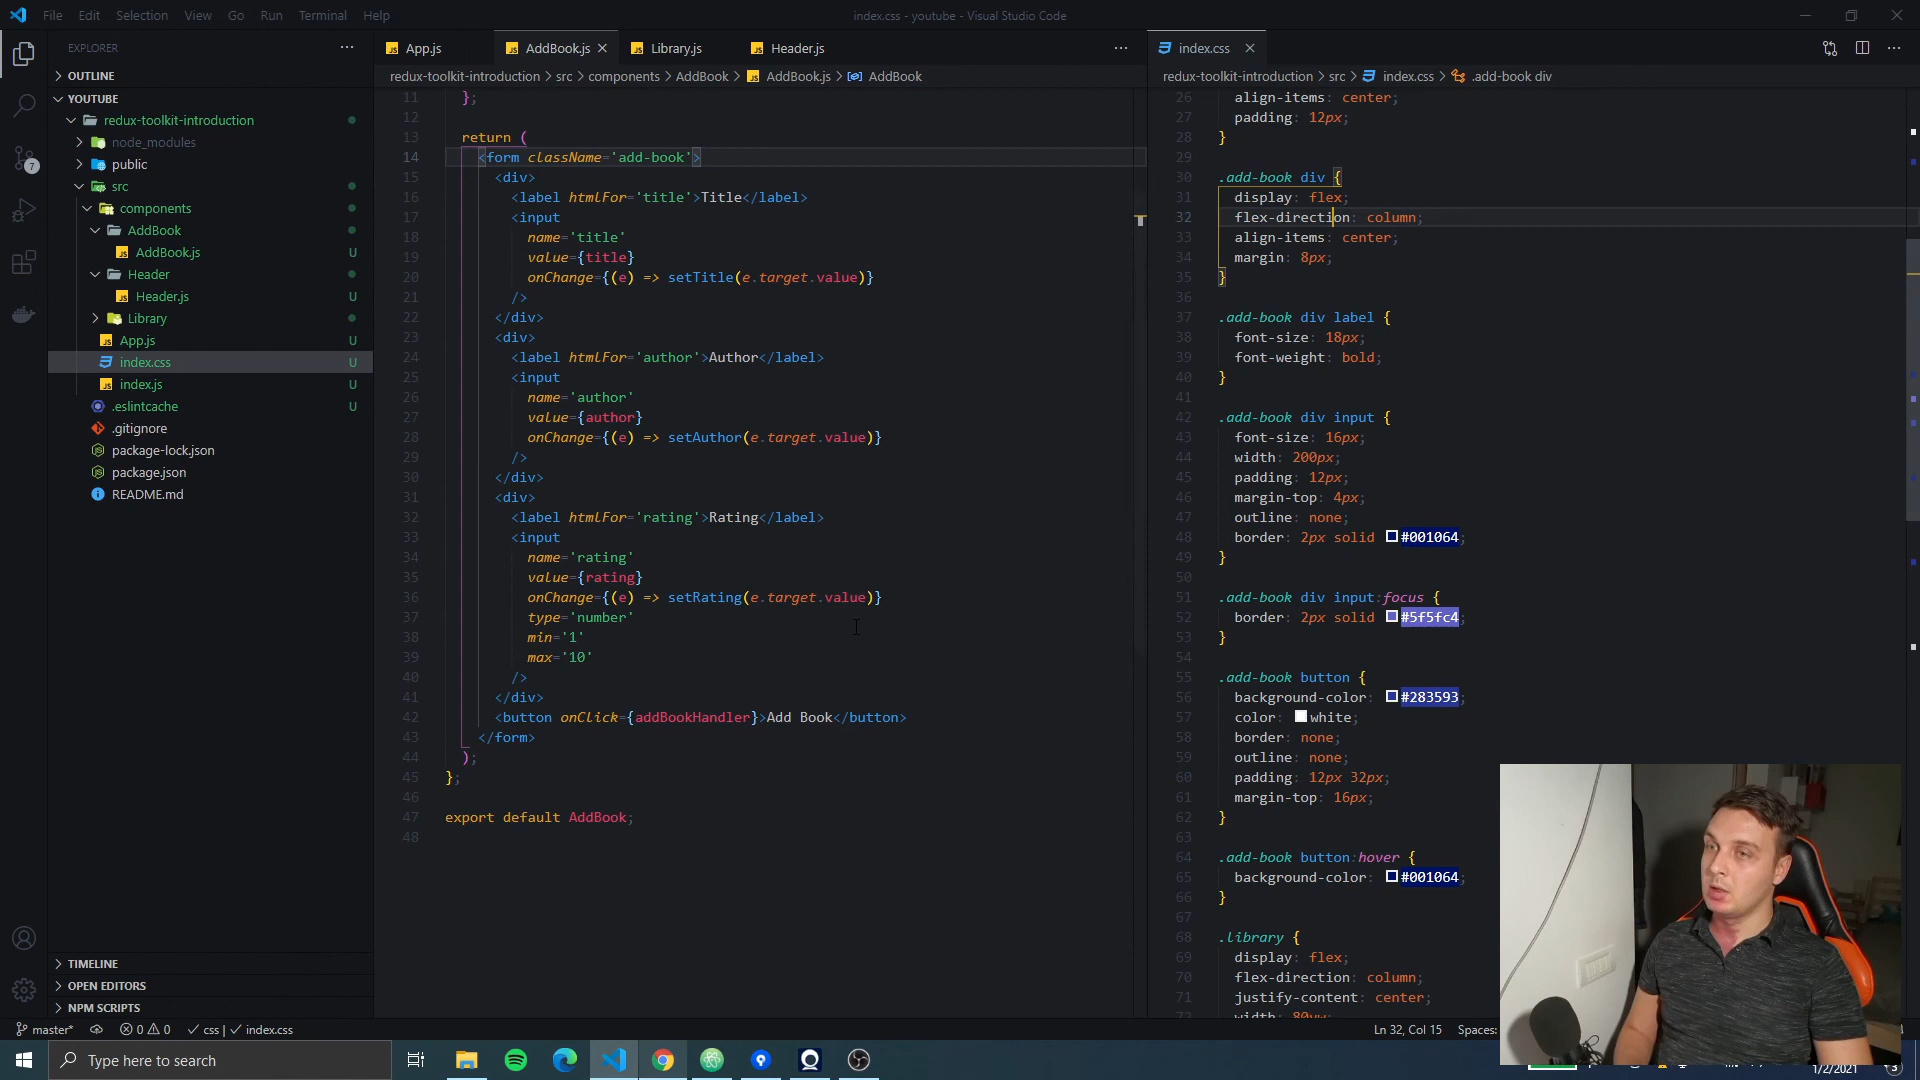 File Edit Selection View Go Run Terminal Help
index.css - youtube - Visual Studio Code
EXPLORER
OUTLINE
YOUTUBE
redux-toolkit-introduction
node_modules
public
src
components
AddBook
AddBook.js U
Header
Header.js U
Library
App.js U
index.css U
index.js U
.eslintcache U
.gitignore
package-lock.json
package.json
README.md
7
TIMELINE
OPEN EDITORS
NPM SCRIPTS
App.js AddBook.js Library.js Header.js
redux-toolkit-introduction > src > components > AddBook > AddBook.js > AddBook
11 };
12
13 return (
14 <form className='add-book'>
15 <div>
16 <label htmlFor='title'>Title</label>
17 <input
18 name='title'
19 value={title}
20 onChange={(e) => setTitle(e.target.value)}
21 />
22 </div>
23 <div>
24 <label htmlFor='author'>Author</label>
25 <input
26 name='author'
27 value={author}
28 onChange={(e) => setAuthor(e.target.value)}
29 />
30 </div>
31 <div>
32 <label htmlFor='rating'>Rating</label>
33 <input
34 name='rating'
35 value={rating}
36 onChange={(e) => setRating(e.target.value)}
37 type='number'
38 min='1'
39 max='10'
40 />
41 </div>
42 <button onClick={addBookHandler}>Add Book</button>
43 </form>
44 );
45 };
46
47 export default AddBook;
48
index.css
redux-toolkit-introduction > src > index.css > .add-book div
26 align-items: center;
27 padding: 12px;
28 }
29
30 .add-book div {
31 display: flex;
32 flex-direction: column;
33 align-items: center;
34 margin: 8px;
35 }
36
37 .add-book div label {
38 font-size: 18px;
39 font-weight: bold;
40 }
41
42 .add-book div input {
43 font-size: 16px;
44 width: 200px;
45 padding: 12px;
46 margin-top: 4px;
47 outline: none;
48 border: 2px solid #001064;
49 }
50
51 .add-book div input:focus {
52 border: 2px solid #5f5fc4;
53 }
54
55 .add-book button {
56 background-color: #283593;
57 color: white;
58 border: none;
59 outline: none;
60 padding: 12px 32px;
61 margin-top: 16px;
62 }
63
64 .add-book button:hover {
65 background-color: #001064;
66 }
67
68 .library {
69 display: flex;
70 flex-direction: column;
71 justify-content: center;
72 width: 80vw;
master* 0 0 css | index.css
Ln 32, Col 15 Spaces:
Type here to search
1/2/2021 3